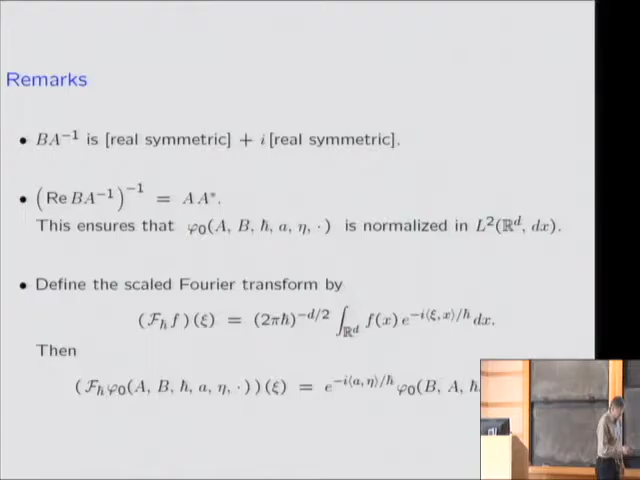 Remarks
• BA⁻¹ is [real symmetric] + i [real symmetric].
• (Re BA⁻¹)⁻¹ = A A*.
This ensures that φ₀(A, B, ħ, a, η, ·) is normalized in L²(ℝᵈ, dx).
• Define the scaled Fourier transform by
(ℱ_ħ f)(ξ) = (2πħ)^{−d/2} ∫_{ℝᵈ} f(x) e^{−i⟨ξ, x⟩/ħ} dx.
Then
(ℱ_ħ φ₀(A, B, ħ, a, η, ·))(ξ) = e^{−i⟨a, η⟩/ħ} φ₀(B, A, ħ